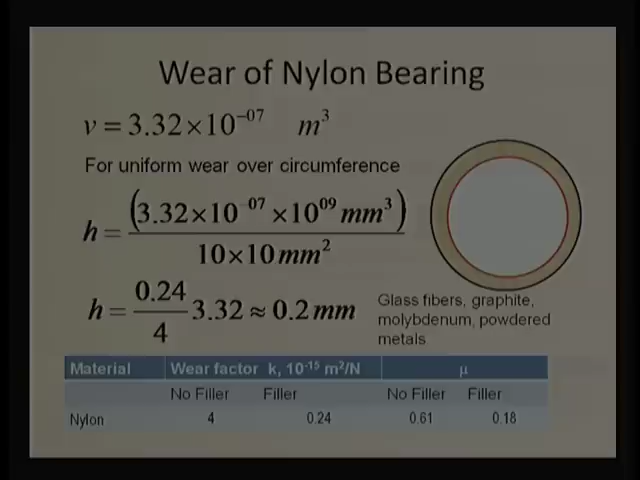 Wear of Nylon Bearing
v = 3.32×10⁻⁰⁷ m³
For uniform wear over circumference
h = (3.32×10⁻⁰⁷ ×10⁰⁹ mm³) / 10×10 mm²
h = 0.24/4 3.32 ≈ 0.2 mm
Glass fibers, graphite,
molybdenum, powdered
metals
Material Wear factor k, 10⁻¹⁵ m²/N μ
No Filler Filler No Filler Filler
Nylon 4 0.24 0.61 0.18